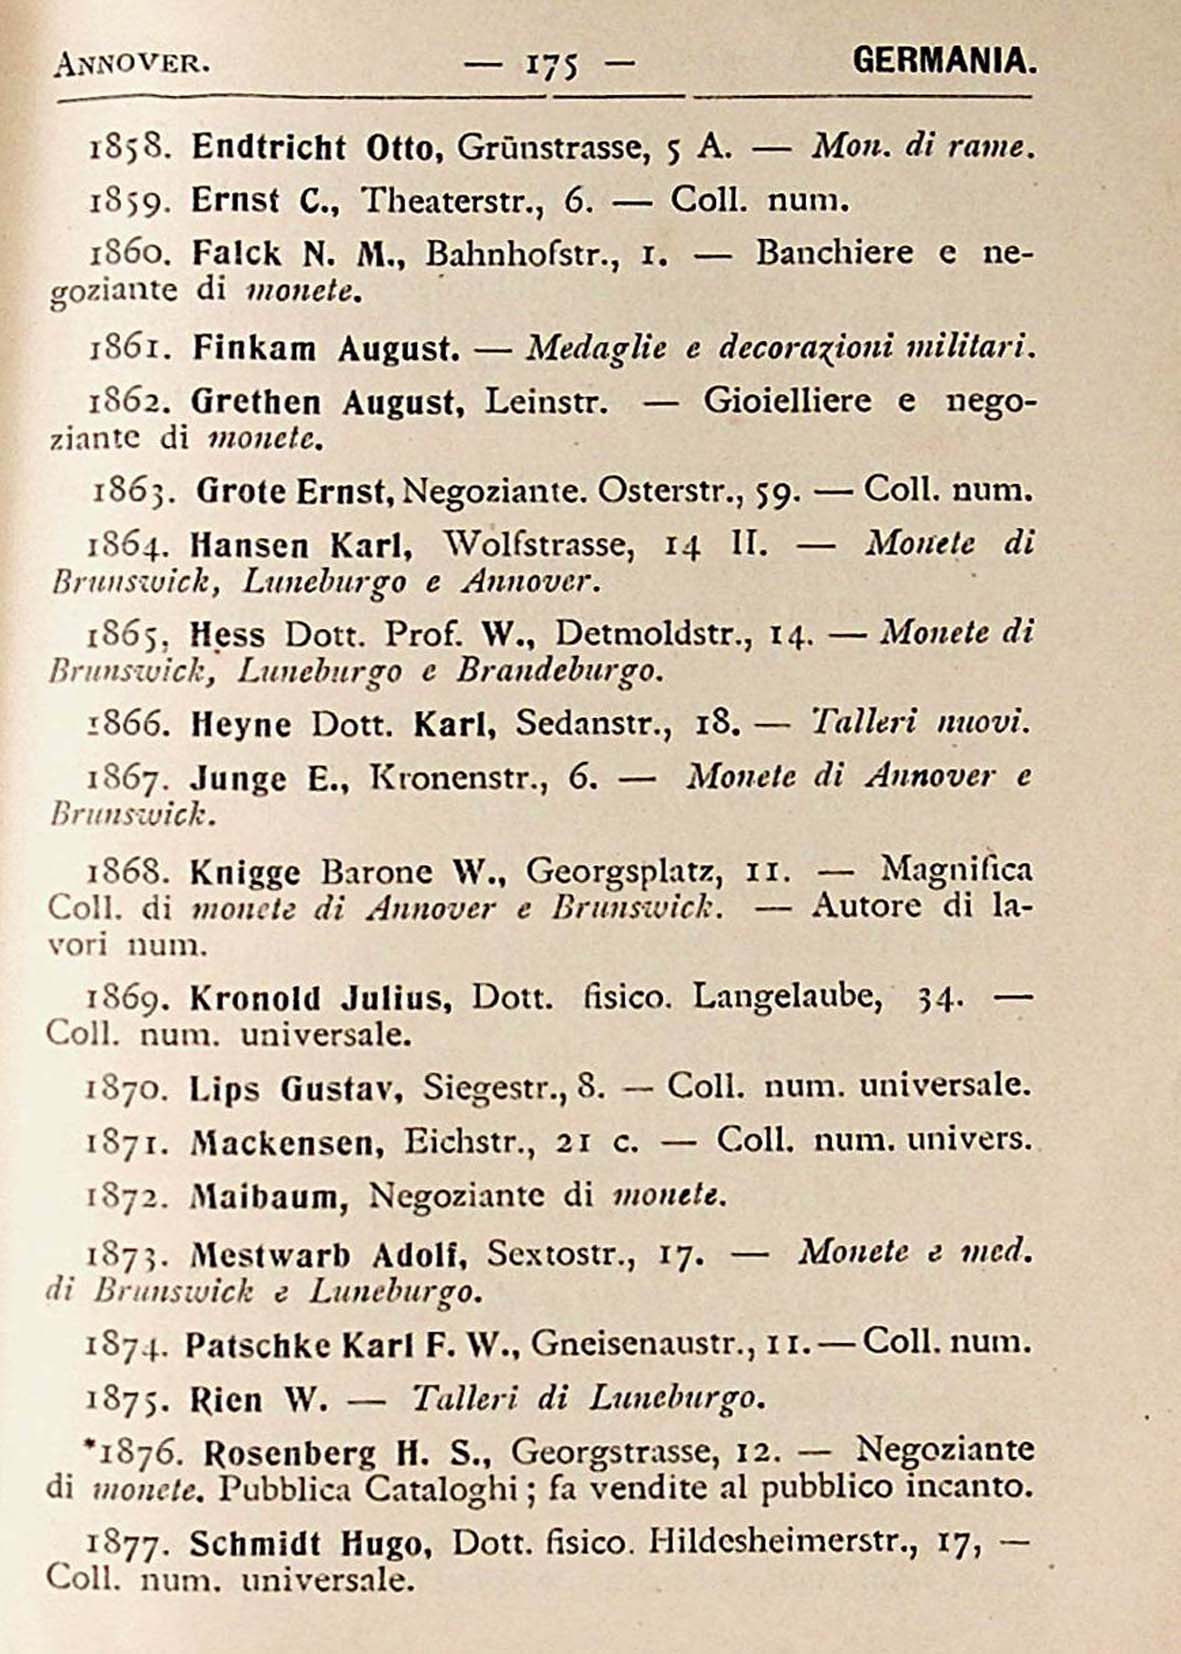 ANNOVER. — 175 — GERMANIA.
1858. Endtricht Otto, Grünstrasse, 5 A. — Mon. di rame.
1859. Ernst C., Theaterstr., 6. — Coll. num.
1860. Falck N. M., Bahnhofstr., 1. — Banchiere e ne-
goziante di monete.
1861. Finkam August. — Medaglie e decorazioni militari.
1862. Grethen August, Leinstr. — Gioielliere e nego-
ziante di monete.
1863. Grote Ernst, Negoziante. Osterstr., 59. — Coll. num.
1864. Hansen Karl, Wolfstrasse, 14 II. — Monete di
Brunswick, Luneburgo e Annover.
1865, Hess Dott. Prof. W., Detmoldstr., 14. — Monete di
Brunswick, Luneburgo e Brandeburgo.
1866. Heyne Dott. Karl, Sedanstr., 18. — Talleri nuovi.
1867. Junge E., Kronenstr., 6. — Monete di Annover e
Brunswick.
1868. Knigge Barone W., Georgsplatz, 11. — Magnifica
Coll. di monete di Annover e Brunswick. — Autore di la-
vori num.
1869. Kronold Julius, Dott. fisico. Langelaube, 34. —
Coll. num. universale.
1870. Lips Gustav, Siegestr., 8. — Coll. num. universale.
1871. Mackensen, Eichstr., 21 c. — Coll. num. univers.
1872. Maibaum, Negoziante di monete.
1873. Mestwarb Adolf, Sextostr., 17. — Monete e med.
di Brunswick e Luneburgo.
1874. Patschke Karl F. W., Gneisenaustr., 11. — Coll. num.
1875. Rien W. — Talleri di Luneburgo.
*1876. Rosenberg H. S., Georgstrasse, 12. — Negoziante
di monete. Pubblica Cataloghi ; fa vendite al pubblico incanto.
1877. Schmidt Hugo, Dott. fisico. Hildesheimerstr., 17, —
Coll. num. universale.